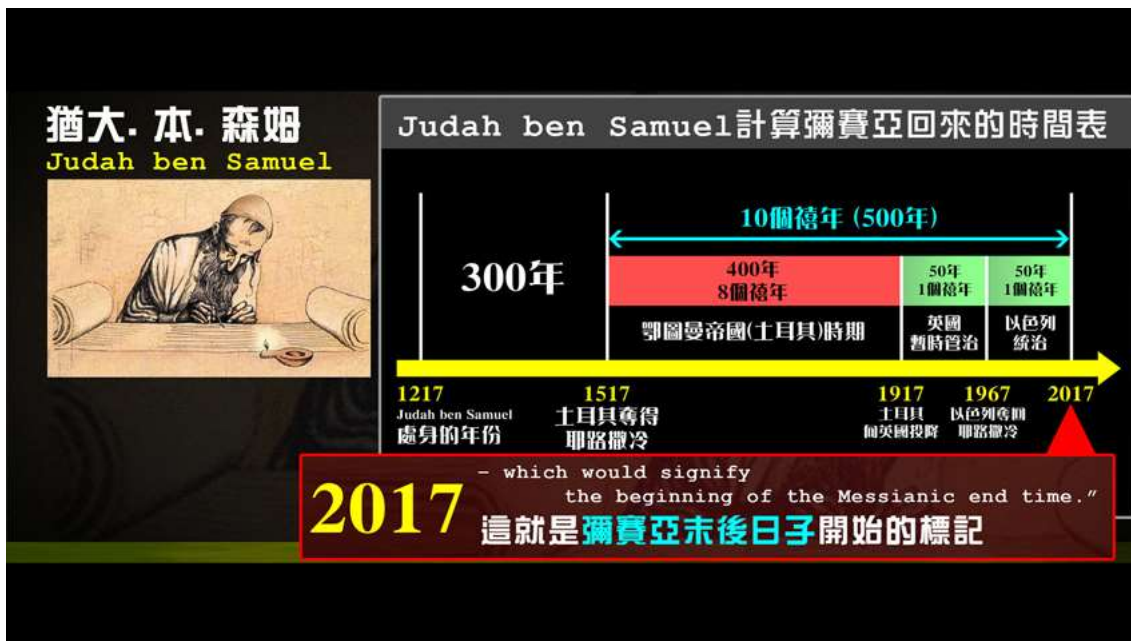 猶大．本．森姆
Judah ben Samuel
Judah ben Samuel計算彌賽亞回來的時間表
10個禧年 (500年)
300年
400年
8個禧年
50年
1個禧年
50年
1個禧年
鄂圖曼帝國(土耳其)時期
英國
暫時管治
以色列
統治
1217
Judah ben Samuel
處身的年份
1517
土耳其奪得
耶路撒冷
1917
土耳其
個英國投降
1967
以色列奪回
耶路撒冷
2017
2017
– which would signify
the beginning of the Messianic end time.”
這就是彌賽亞末後日子開始的標記